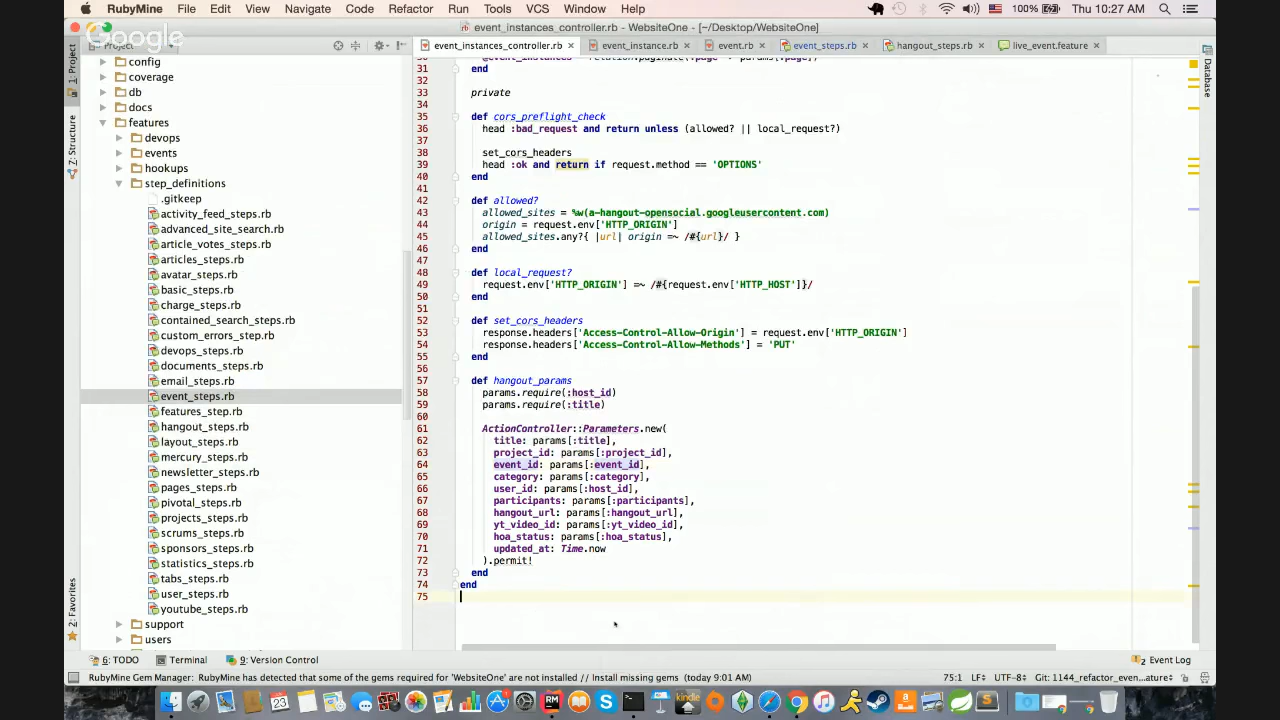 RubyMine File Edit View Navigate Code Refactor Run Tools VCS Window Help 100% Thu 10:27 AM
event_instances_controller.rb - WebsiteOne - [~/Desktop/WebsiteOne]
Google
Project
event_instances_controller.rb event_instance.rb event.rb event_steps.rb hangout_steps.rb live_event.feature
1: Project
7: Structure
2: Favorites
Database
config
coverage
db
docs
features
devops
events
hookups
step_definitions
.gitkeep
activity_feed_steps.rb
advanced_site_search.rb
article_votes_steps.rb
articles_steps.rb
avatar_steps.rb
basic_steps.rb
charge_steps.rb
contained_search_steps.rb
custom_errors_step.rb
devops_steps.rb
documents_steps.rb
email_steps.rb
event_steps.rb
features_step.rb
hangout_steps.rb
layout_steps.rb
mercury_steps.rb
newsletter_steps.rb
pages_steps.rb
pivotal_steps.rb
projects_steps.rb
scrums_steps.rb
sponsors_steps.rb
statistics_steps.rb
tabs_steps.rb
user_steps.rb
youtube_steps.rb
support
users
31 end
32
33 private
34
35 def cors_preflight_check
36 head :bad_request and return unless (allowed? || local_request?)
37
38 set_cors_headers
39 head :ok and return if request.method == 'OPTIONS'
40 end
41
42 def allowed?
43 allowed_sites = %w(a-hangout-opensocial.googleusercontent.com)
44 origin = request.env['HTTP_ORIGIN']
45 allowed_sites.any?{ |url| origin =~ /#{url}/ }
46 end
47
48 def local_request?
49 request.env['HTTP_ORIGIN'] =~ /#{request.env['HTTP_HOST']}/
50 end
51
52 def set_cors_headers
53 response.headers['Access-Control-Allow-Origin'] = request.env['HTTP_ORIGIN']
54 response.headers['Access-Control-Allow-Methods'] = 'PUT'
55 end
56
57 def hangout_params
58 params.require(:host_id)
59 params.require(:title)
60
61 ActionController::Parameters.new(
62 title: params[:title],
63 project_id: params[:project_id],
64 event_id: params[:event_id],
65 category: params[:category],
66 user_id: params[:host_id],
67 participants: params[:participants],
68 hangout_url: params[:hangout_url],
69 yt_video_id: params[:yt_video_id],
70 hoa_status: params[:hoa_status],
71 updated_at: Time.now
72 ).permit!
73 end
74 end
75
6: TODO Terminal 9: Version Control 2 Event Log
RubyMine Gem Manager: RubyMine has detected that some of the gems required for 'WebsiteOne' are not installed // Install missing gems (today 9:01 AM) 75:1 LF÷ UTF-8÷ Git: 1144_refactor_even...ature÷